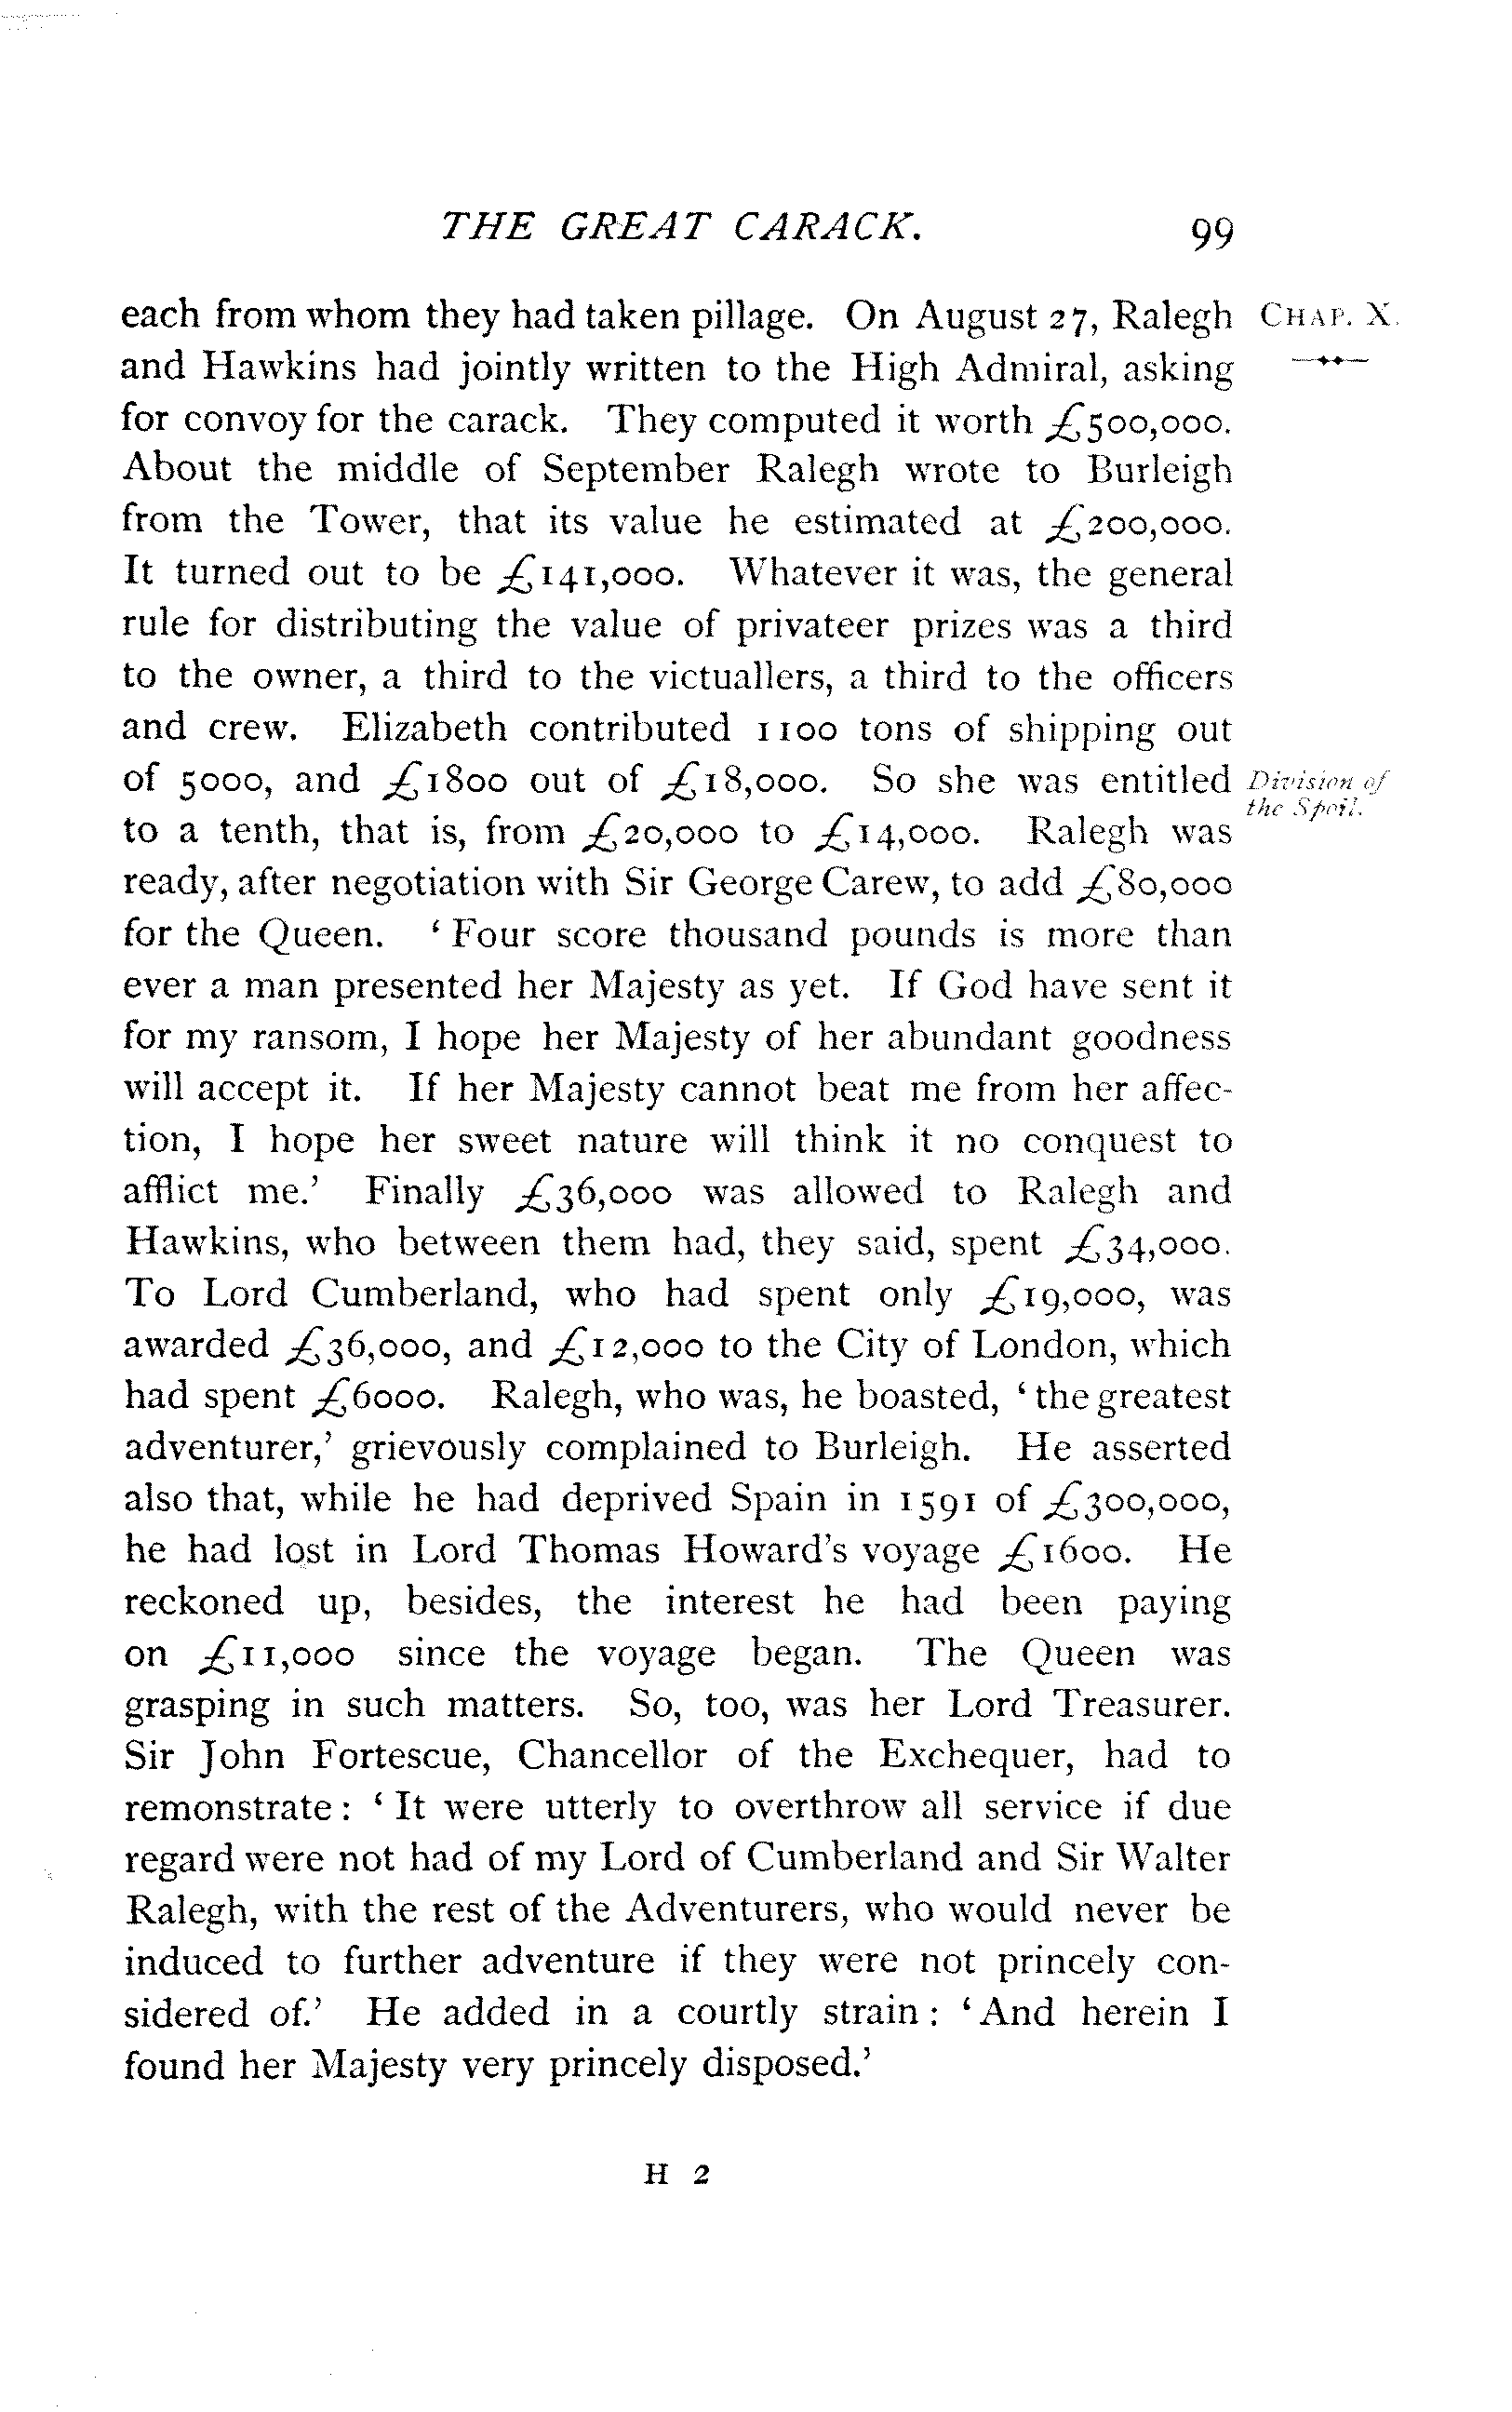 THE GREAT CARACK. 99
each from whom they had taken pillage. On August 27, Ralegh CHAP. X.
and Hawkins had jointly written to the High Admiral, asking
for convoy for the carack. They computed it worth £500,000.
About the middle of September Ralegh wrote to Burleigh
from the Tower, that its value he estimated at £200,000.
It turned out to be £141,000. Whatever it was, the general
rule for distributing the value of privateer prizes was a third
to the owner, a third to the victuallers, a third to the officers
and crew. Elizabeth contributed 1100 tons of shipping out
of 5000, and £1800 out of £18,000. So she was entitled Division of
the Spoil.
to a tenth, that is, from £20,000 to £14,000. Ralegh was
ready, after negotiation with Sir George Carew, to add £80,000
for the Queen. ‘Four score thousand pounds is more than
ever a man presented her Majesty as yet. If God have sent it
for my ransom, I hope her Majesty of her abundant goodness
will accept it. If her Majesty cannot beat me from her affec-
tion, I hope her sweet nature will think it no conquest to
afflict me.’ Finally £36,000 was allowed to Ralegh and
Hawkins, who between them had, they said, spent £34,000.
To Lord Cumberland, who had spent only £19,000, was
awarded £36,000, and £12,000 to the City of London, which
had spent £6000. Ralegh, who was, he boasted, ‘the greatest
adventurer,’ grievously complained to Burleigh. He asserted
also that, while he had deprived Spain in 1591 of £300,000,
he had lost in Lord Thomas Howard’s voyage £1600. He
reckoned up, besides, the interest he had been paying
on £11,000 since the voyage began. The Queen was
grasping in such matters. So, too, was her Lord Treasurer.
Sir John Fortescue, Chancellor of the Exchequer, had to
remonstrate: ‘It were utterly to overthrow all service if due
regard were not had of my Lord of Cumberland and Sir Walter
Ralegh, with the rest of the Adventurers, who would never be
induced to further adventure if they were not princely con-
sidered of.’ He added in a courtly strain: ‘And herein I
found her Majesty very princely disposed.’
H 2